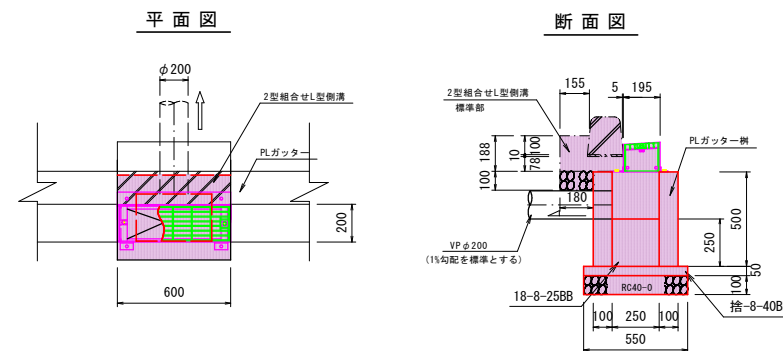 平面図
φ200
2型組合せL型側溝
PLガッター
200
600
断面図
155
5
195
2型組合せL型側溝
標準部
PLガッター桝
188
10
100
78
100
180
500
250
VPφ200
(1%勾配を標準とする)
50
100
RC40-0
18-8-25BB
捨-8-40B
100
250
100
550